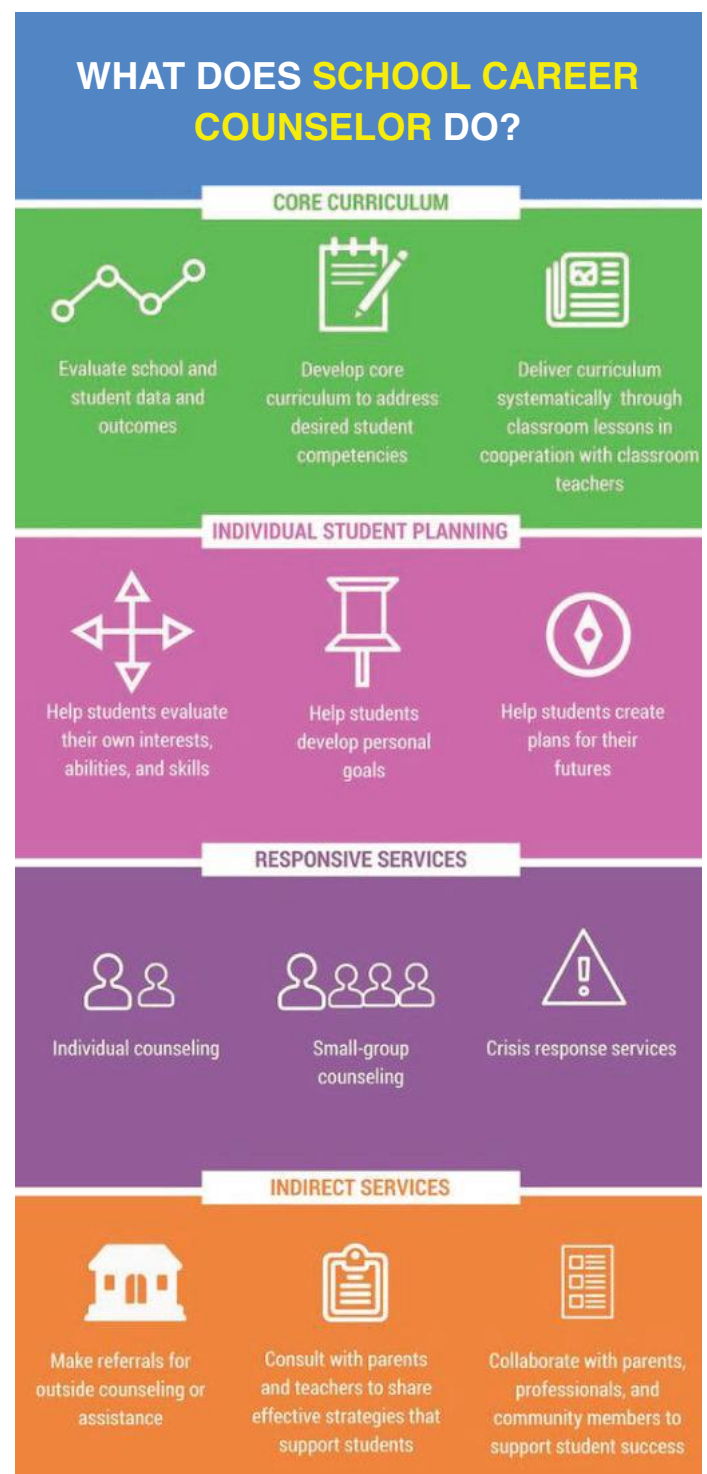 WHAT DOES SCHOOL CAREER
COUNSELOR DO?
CORE CURRICULUM
Evaluate school and
student data and
outcomes
Develop core
curriculum to address
desired student
competencies
Deliver curriculum
systematically through
classroom lessons in
cooperation with classroom
teachers
INDIVIDUAL STUDENT PLANNING
Help students evaluate
their own interests,
abilities, and skills
Help students
develop personal
goals
Help students create
plans for their
futures
RESPONSIVE SERVICES
Individual counseling
Small-group
counseling
Crisis response services
INDIRECT SERVICES
Make referrals for
outside counseling or
assistance
Consult with parents
and teachers to share
effective strategies that
support students
Collaborate with parents,
professionals, and
community members to
support student success